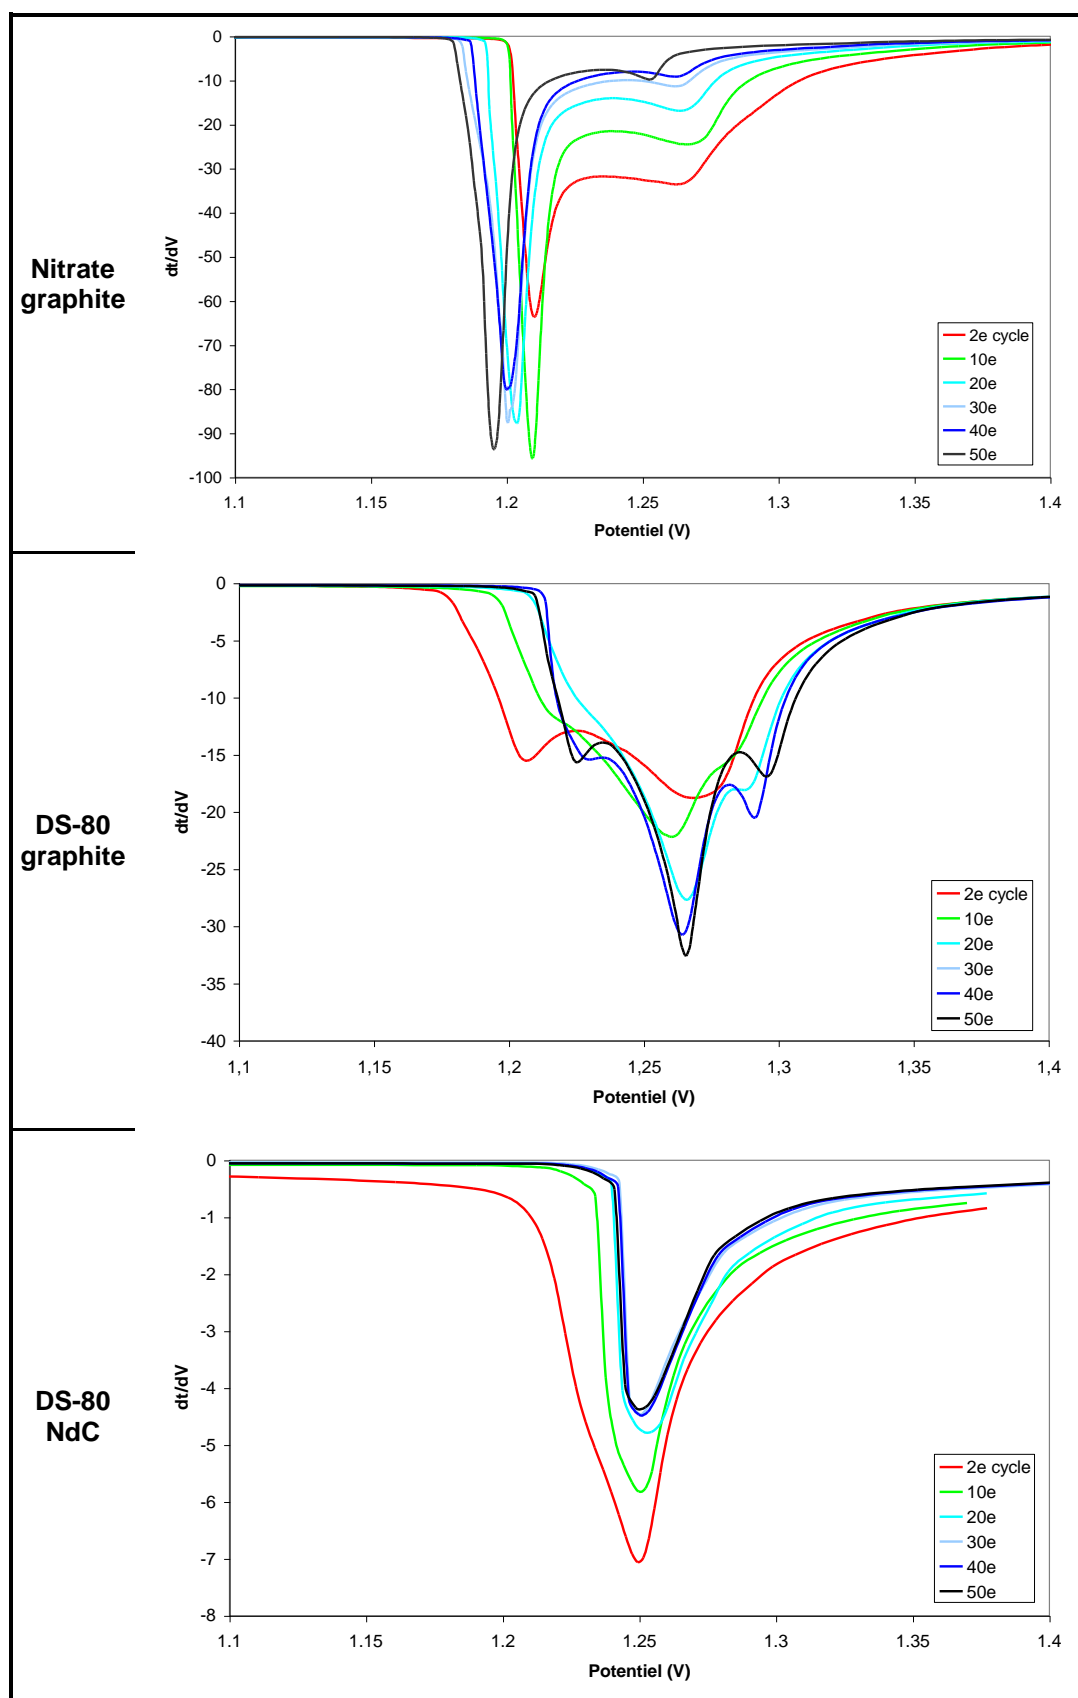 Nitrate
graphite
dt/dV
0
-10
-20
-30
-40
-50
-60
-70
-80
-90
-100
1.1
1.15
1.2
1.25
1.3
1.35
1.4
Potentiel (V)
2e cycle
10e
20e
30e
40e
50e
DS-80
graphite
dt/dV
0
-5
-10
-15
-20
-25
-30
-35
-40
1,1
1,15
1,2
1,25
1,3
1,35
1,4
Potentiel (V)
2e cycle
10e
20e
30e
40e
50e
DS-80
NdC
dt/dV
0
-1
-2
-3
-4
-5
-6
-7
-8
1.1
1.15
1.2
1.25
1.3
1.35
1.4
Potentiel (V)
2e cycle
10e
20e
30e
40e
50e